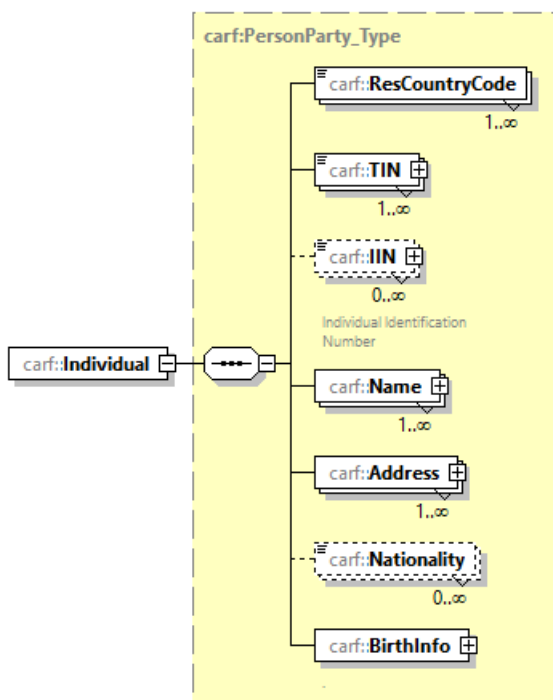 carf:PersonParty_Type
carf::ResCountryCode
1..∞
carf::TIN
1..∞
carf::IIN
0..∞
Individual Identification
Number
carf::Individual
carf::Name
1..∞
carf::Address
1..∞
carf::Nationality
0..∞
carf::BirthInfo